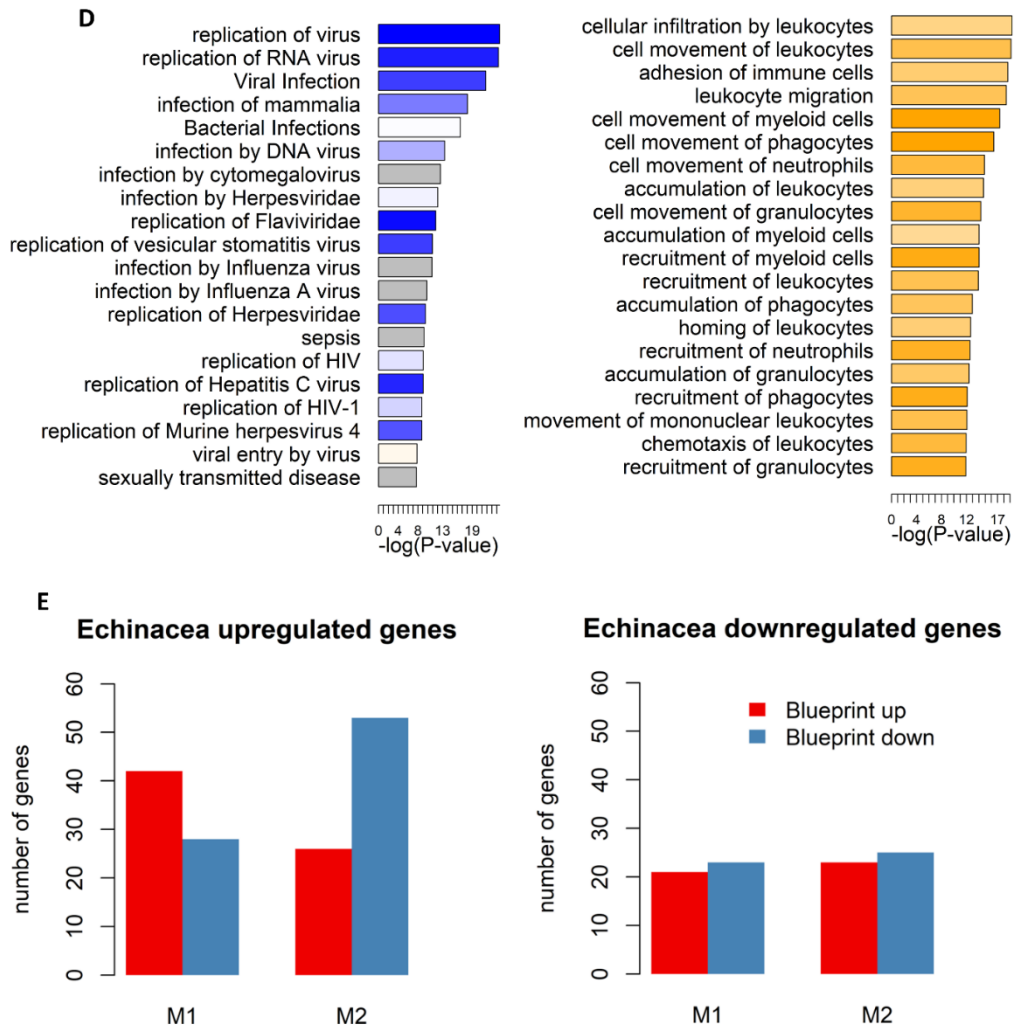 D
replication of virus
replication of RNA virus
Viral Infection
infection of mammalia
Bacterial Infections
infection by DNA virus
infection by cytomegalovirus
infection by Herpesviridae
replication of Flaviviridae
replication of vesicular stomatitis virus
infection by Influenza virus
infection by Influenza A virus
replication of Herpesviridae
sepsis
replication of HIV
replication of Hepatitis C virus
replication of HIV-1
replication of Murine herpesvirus 4
viral entry by virus
sexually transmitted disease
0 4 8 13 19
-log(P-value)
cellular infiltration by leukocytes
cell movement of leukocytes
adhesion of immune cells
leukocyte migration
cell movement of myeloid cells
cell movement of phagocytes
cell movement of neutrophils
accumulation of leukocytes
cell movement of granulocytes
accumulation of myeloid cells
recruitment of myeloid cells
recruitment of leukocytes
accumulation of phagocytes
homing of leukocytes
recruitment of neutrophils
accumulation of granulocytes
recruitment of phagocytes
movement of mononuclear leukocytes
chemotaxis of leukocytes
recruitment of granulocytes
0 4 8 12 17
-log(P-value)
E
Echinacea upregulated genes
number of genes
60
50
40
30
20
10
0
M1 M2
Echinacea downregulated genes
number of genes
60
50
40
30
20
10
0
Blueprint up
Blueprint down
M1 M2